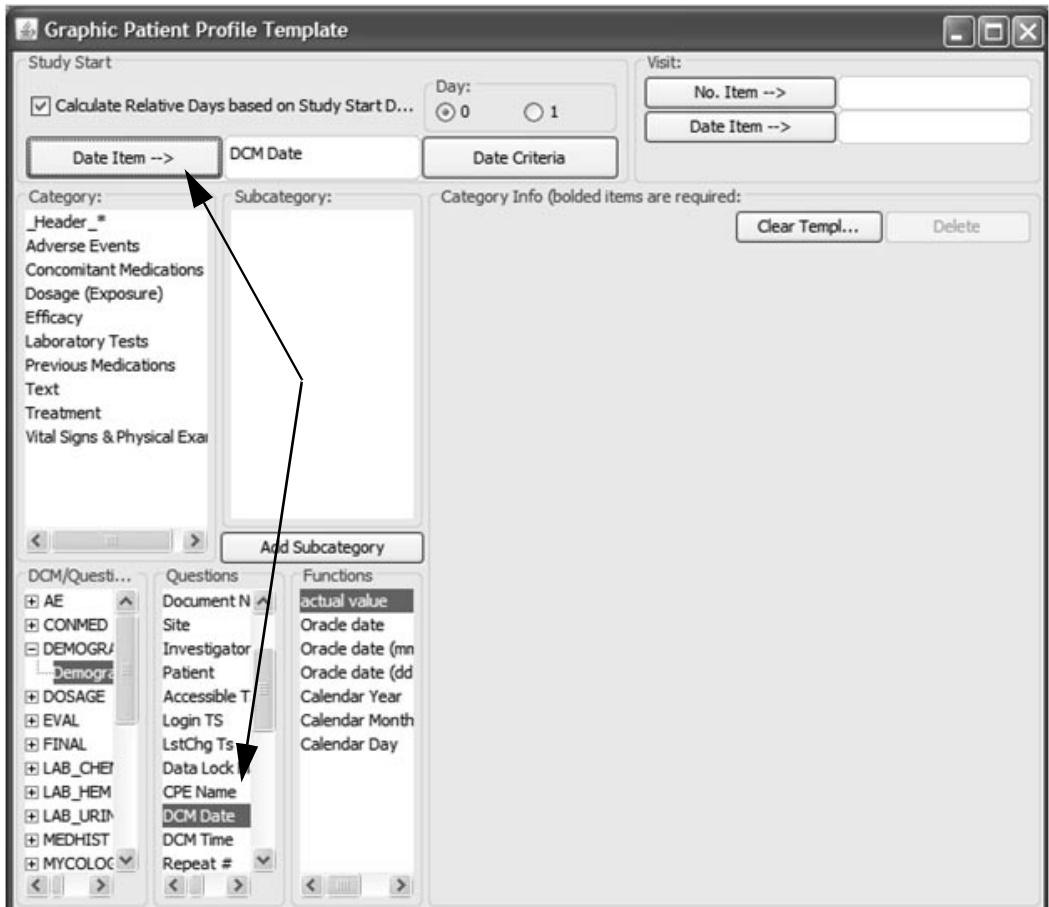 Graphic Patient Profile Template
Study Start
Calculate Relative Days based on Study Start D...
Day:
0
1
Date Item -->
DCM Date
Date Criteria
Visit:
No. Item -->
Date Item -->
Category:
_Header_*
Adverse Events
Concomitant Medications
Dosage (Exposure)
Efficacy
Laboratory Tests
Previous Medications
Text
Treatment
Vital Signs & Physical Exa
Subcategory:
Add Subcategory
Category Info (bolded items are required:
Clear Templ...
Delete
DCM/Questi...
AE
CONMED
DEMOGRA
Demogra
DOSAGE
EVAL
FINAL
LAB_CHE
LAB_HEM
LAB_URIN
MEDHIST
MYCOLOG
Questions
Document N
Site
Investigator
Patient
Accessible T
Login TS
LstChg Ts
Data Lock
CPE Name
DCM Date
DCM Time
Repeat #
Functions
actual value
Oracle date
Oracle date (mm
Oracle date (dd
Calendar Year
Calendar Month
Calendar Day